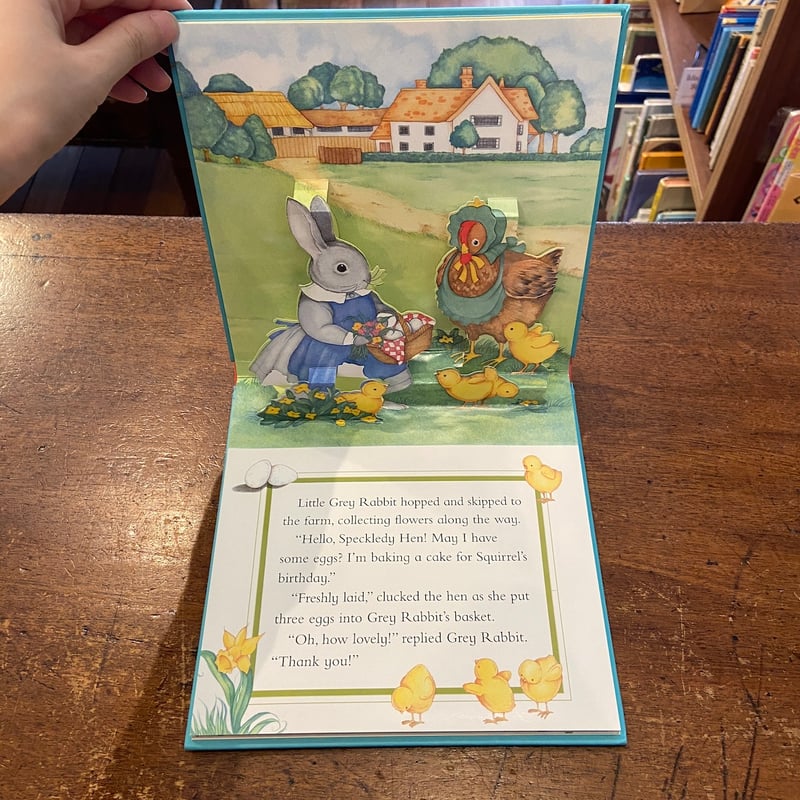 Little Grey Rabbit hopped and skipped to
the farm, collecting flowers along the way.
“Hello, Speckledy Hen! May I have
some eggs? I’m baking a cake for Squirrel’s
birthday.”
“Freshly laid,” clucked the hen as she put
three eggs into Grey Rabbit’s basket.
“Oh, how lovely!” replied Grey Rabbit.
“Thank you!”